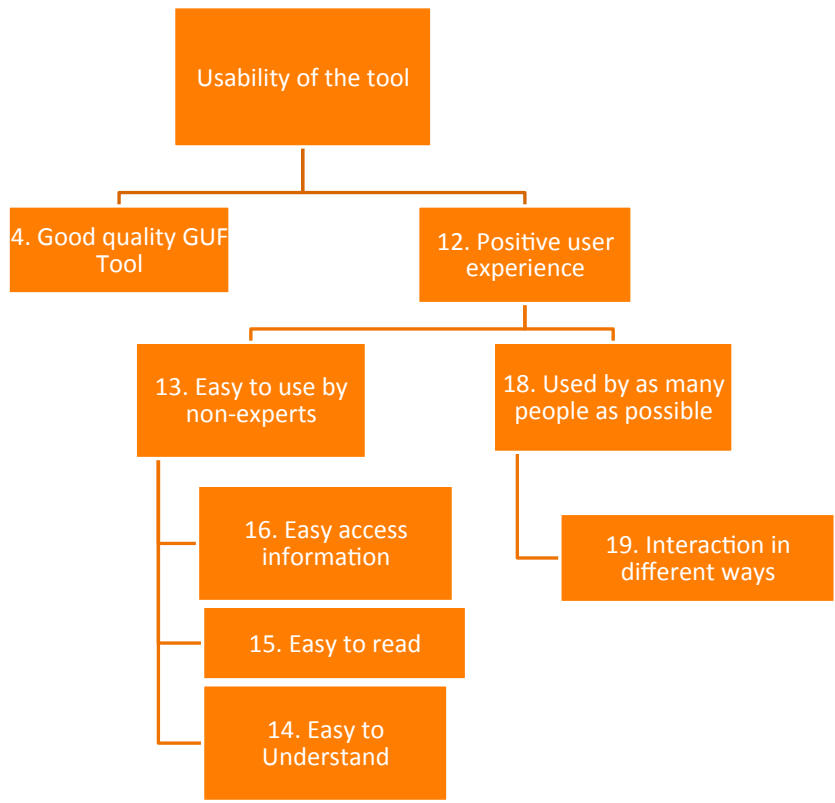 Usability of the tool
4. Good quality GUF
Tool
12. Positive user
experience
13. Easy to use by
non-experts
18. Used by as many
people as possible
16. Easy access
information
19. Interaction in
different ways
15. Easy to read
14. Easy to
Understand